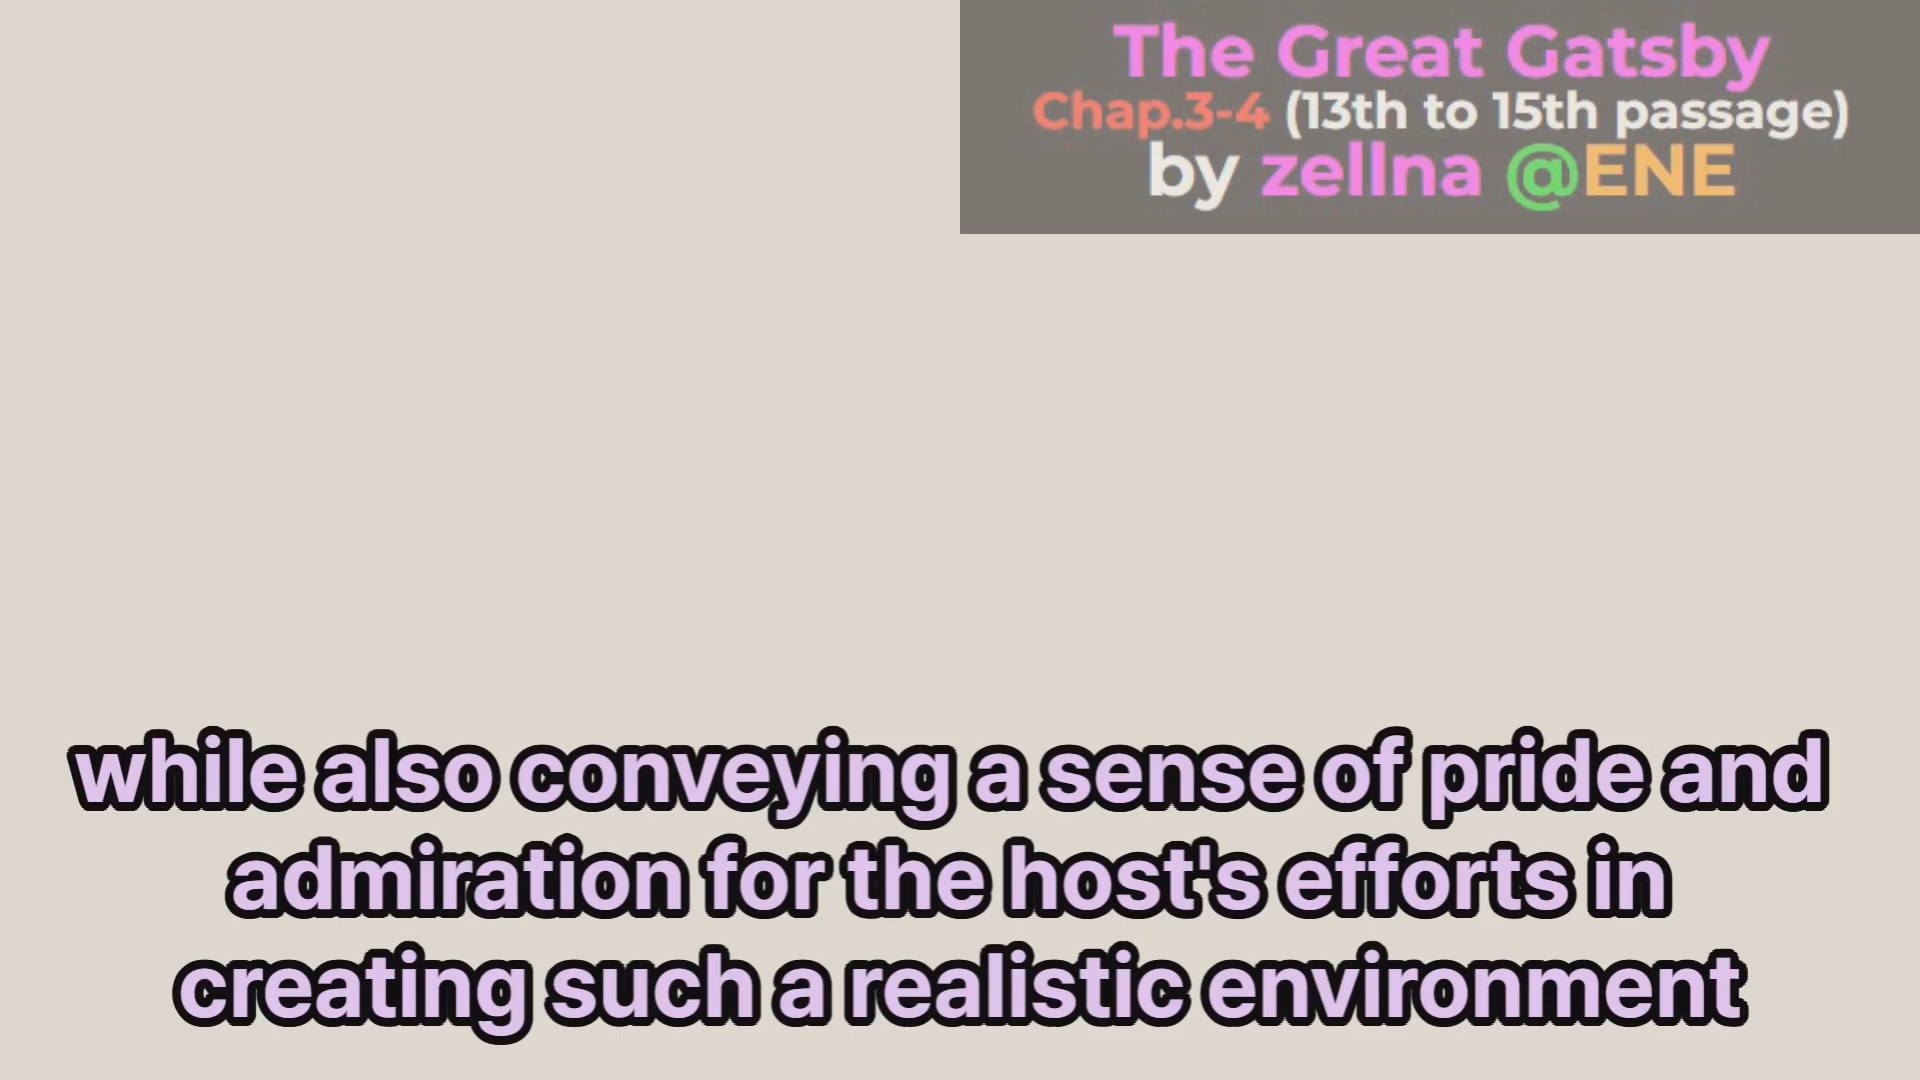 The Great Gatsby
Chap.3-4 (13th to 15th passage)
by zellna @ENE
while also conveying a sense of pride and
admiration for the host's efforts in
creating such a realistic environment